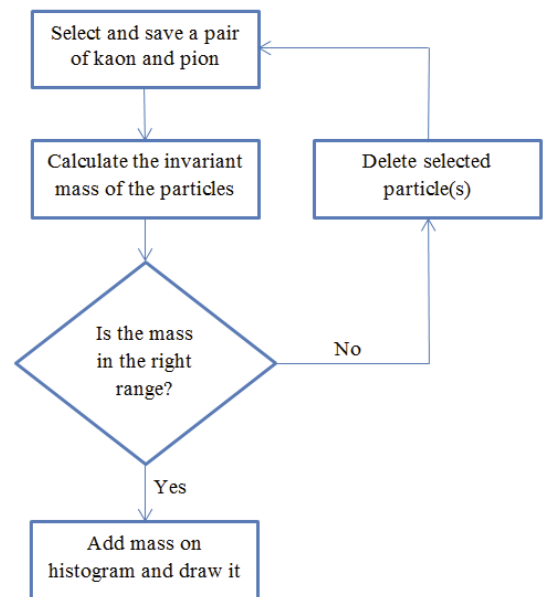 Select and save a pair
of kaon and pion
Calculate the invariant
mass of the particles
Delete selected
particle(s)
Is the mass
in the right
range?
No
Yes
Add mass on
histogram and draw it